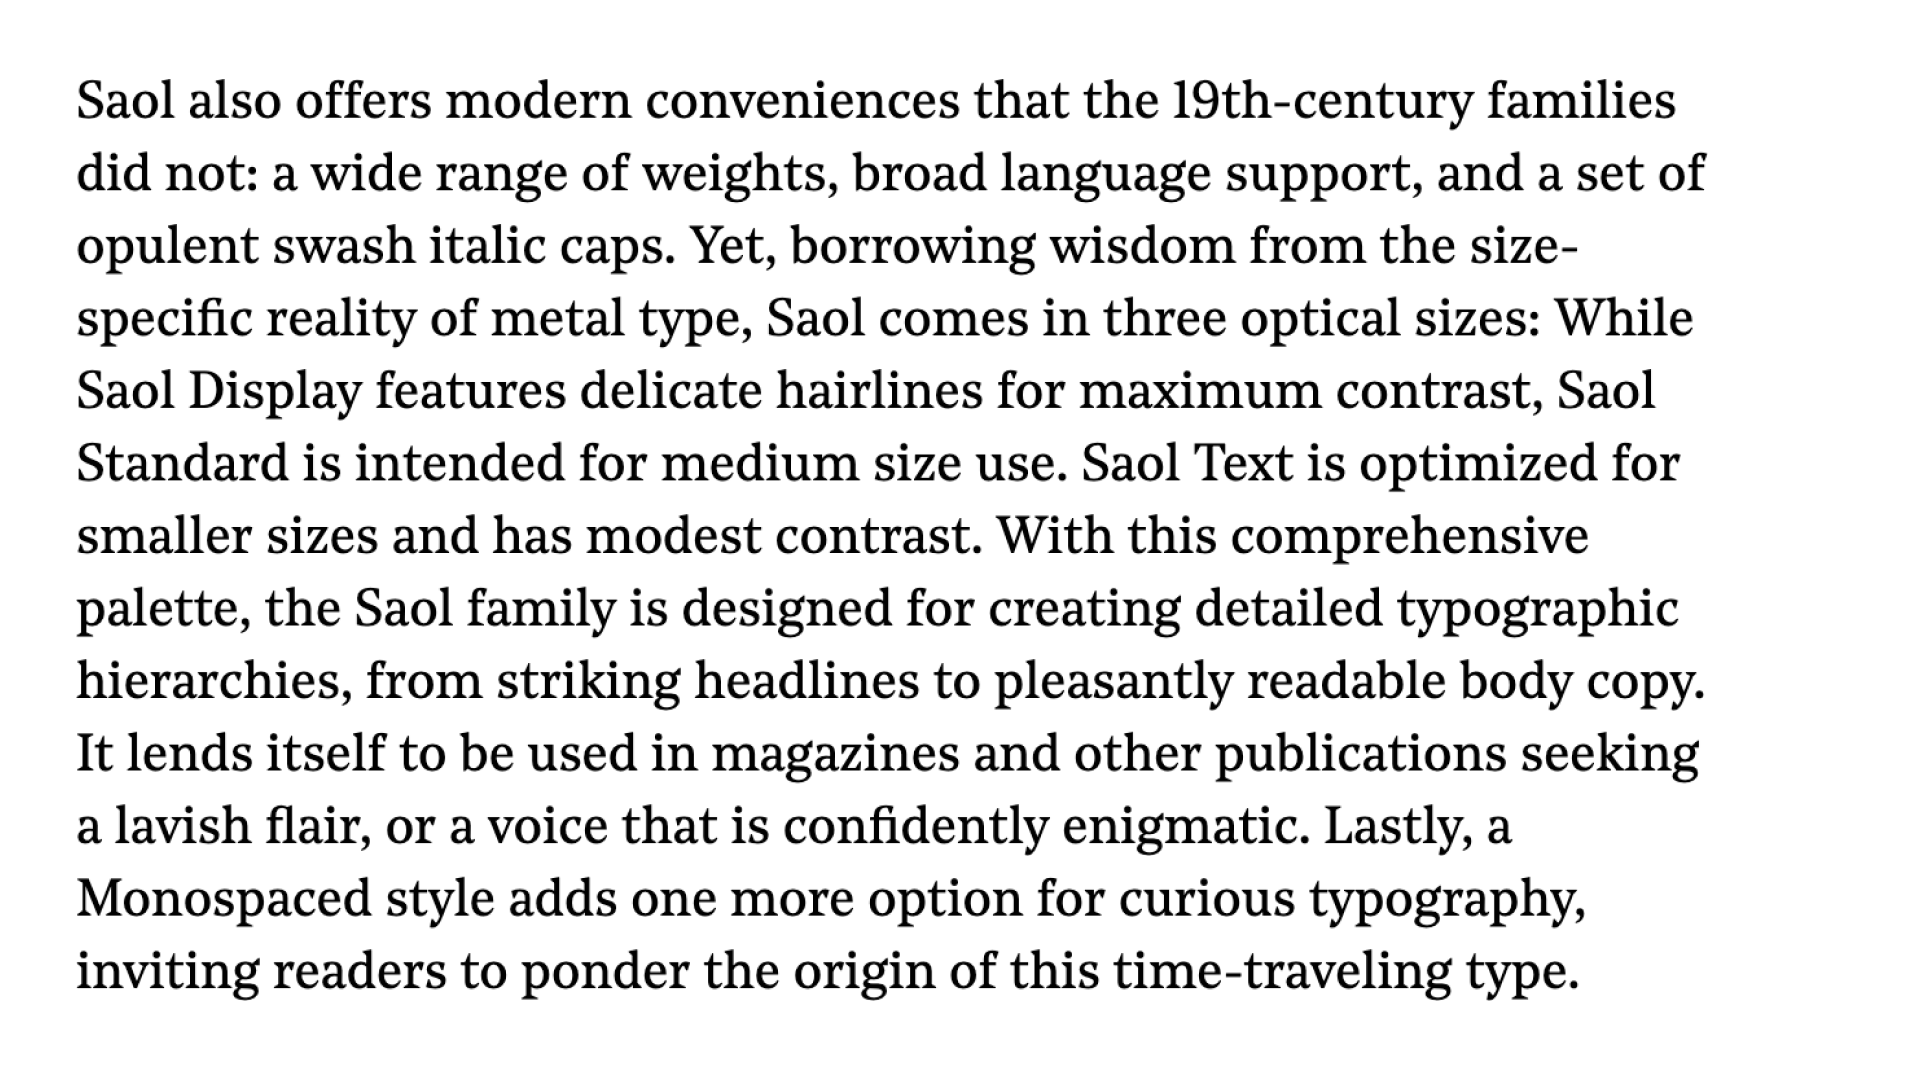 Saol also offers modern conveniences that the 19th-century families
did not: a wide range of weights, broad language support, and a set of
opulent swash italic caps. Yet, borrowing wisdom from the size-
specific reality of metal type, Saol comes in three optical sizes: While
Saol Display features delicate hairlines for maximum contrast, Saol
Standard is intended for medium size use. Saol Text is optimized for
smaller sizes and has modest contrast. With this comprehensive
palette, the Saol family is designed for creating detailed typographic
hierarchies, from striking headlines to pleasantly readable body copy.
It lends itself to be used in magazines and other publications seeking
a lavish flair, or a voice that is confidently enigmatic. Lastly, a
Monospaced style adds one more option for curious typography,
inviting readers to ponder the origin of this time-traveling type.